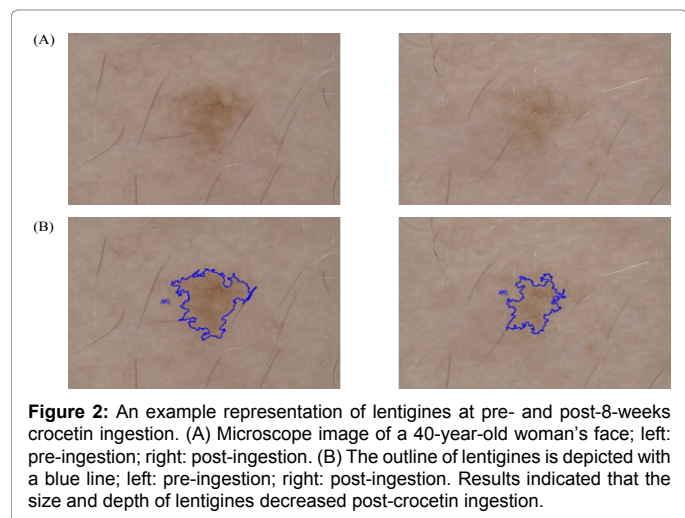 (A)
(B)
Figure 2: An example representation of lentigines at pre- and post-8-weeks
crocetin ingestion. (A) Microscope image of a 40-year-old woman's face; left:
pre-ingestion; right: post-ingestion. (B) The outline of lentigines is depicted with
a blue line; left: pre-ingestion; right: post-ingestion. Results indicated that the
size and depth of lentigines decreased post-crocetin ingestion.